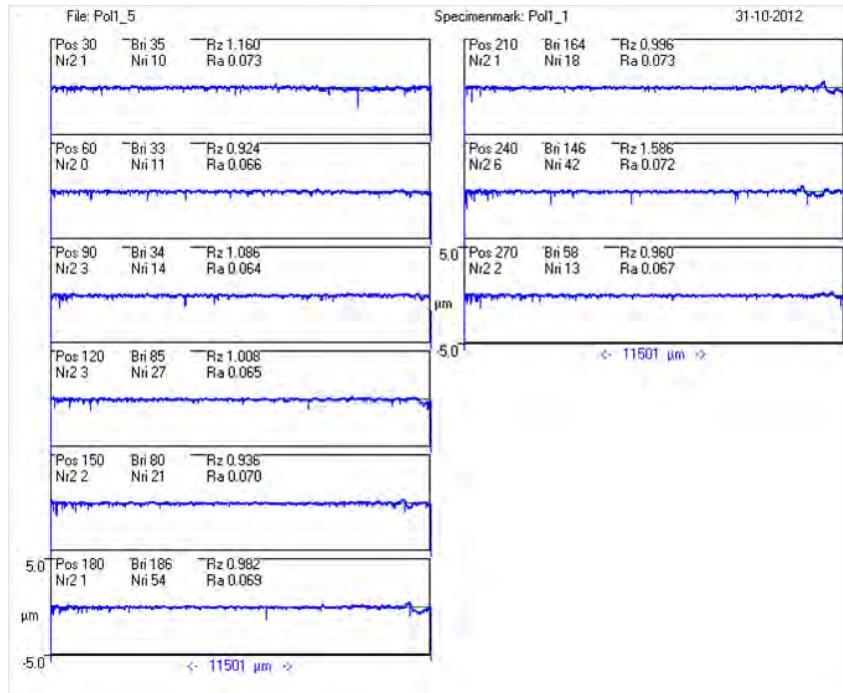 File: Pol1_5 Specimenmark: Pol1_1 31-10-2012
Pos 30 Bri 35 Rz 1.160
Nr2 1 Nri 10 Ra 0.073
Pos 60 Bri 33 Rz 0.924
Nr2 0 Nri 11 Ra 0.066
Pos 90 Bri 34 Rz 1.086
Nr2 3 Nri 14 Ra 0.064
Pos 120 Bri 85 Rz 1.008
Nr2 3 Nri 27 Ra 0.065
Pos 150 Bri 80 Rz 0.936
Nr2 2 Nri 21 Ra 0.070
5.0 Pos 180 Bri 186 Rz 0.982
Nr2 1 Nri 54 Ra 0.069
µm
-5.0
<- 11501 µm ->
Pos 210 Bri 164 Rz 0.996
Nr2 1 Nri 18 Ra 0.073
Pos 240 Bri 146 Rz 1.586
Nr2 6 Nri 42 Ra 0.072
5.0 Pos 270 Bri 58 Rz 0.960
Nr2 2 Nri 13 Ra 0.067
µm
-5.0
<- 11501 µm ->